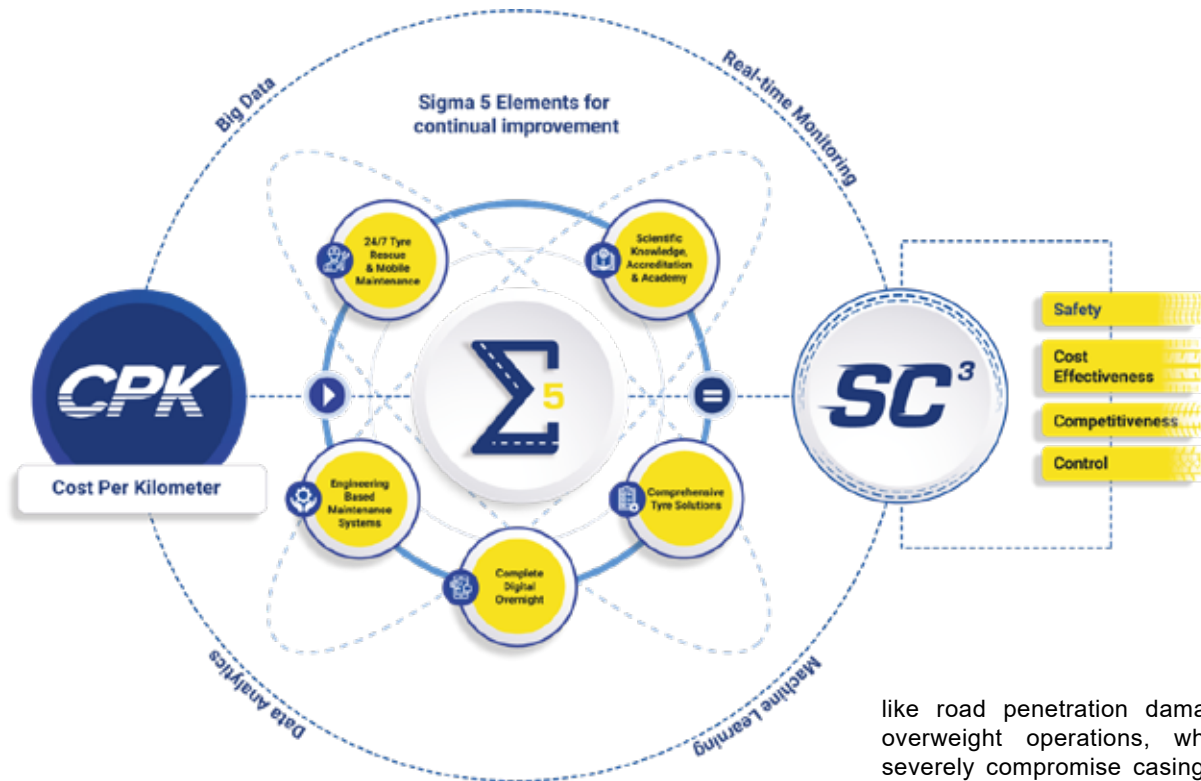 Big Data
Real-time Monitoring
Sigma 5 Elements for
continual improvement
24/7 Tyre
Rescue
& Mobile
Maintenance
Scientific
Knowledge,
Accreditation
& Academy
CPK
Cost Per Kilometer
Σ5
=
SC³
Safety
Cost
Effectiveness
Competitiveness
Control
Engineering
Based
Maintenance
Systems
Comprehensive
Tyre Solutions
Complete
Digital
Overnight
Data Analytics
Machine Learning
like road penetration dama
overweight operations, wh
severely compromise casing